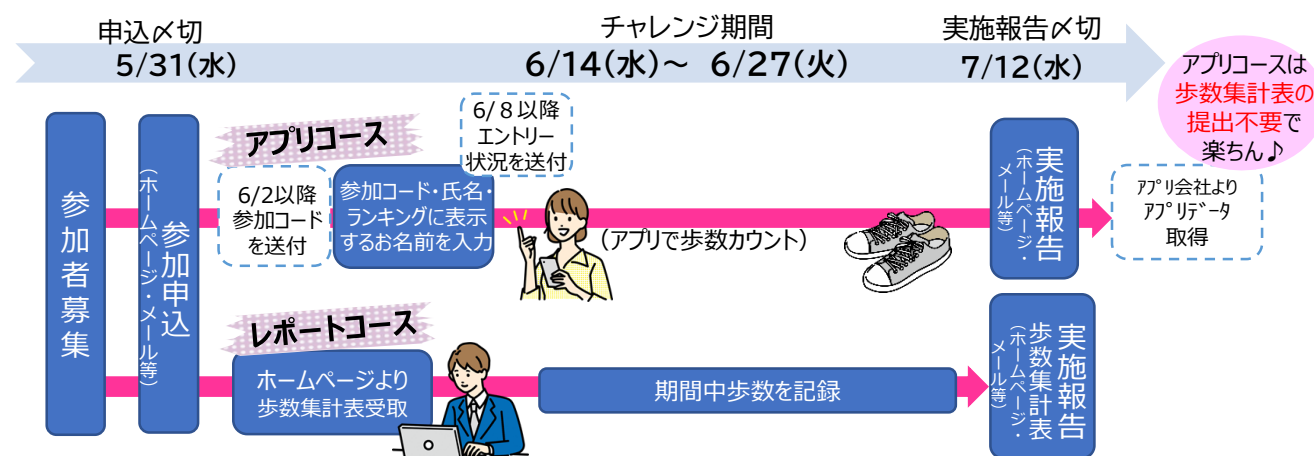 申込〆切
5/31(水)
チャレンジ期間
6/14(水)~ 6/27(火)
実施報告〆切
7/12(水)
アプリコースは
歩数集計表の
提出不要で
楽ちん♪
参加者募集
参加申込
(ホームページ・メール等)
アプリコース
6/2以降
参加コード
を送付
参加コード・氏名・
ランキングに表示
するお名前を入力
6/8以降
エントリー
状況を送付
(アプリで歩数カウント)
実施報告
(ホームページ・
メール等)
アプリ会社より
アプリデータ
取得
レポートコース
ホームページより
歩数集計表受取
期間中歩数を記録
実施報告
歩数集計表
(ホームページ・
メール等)